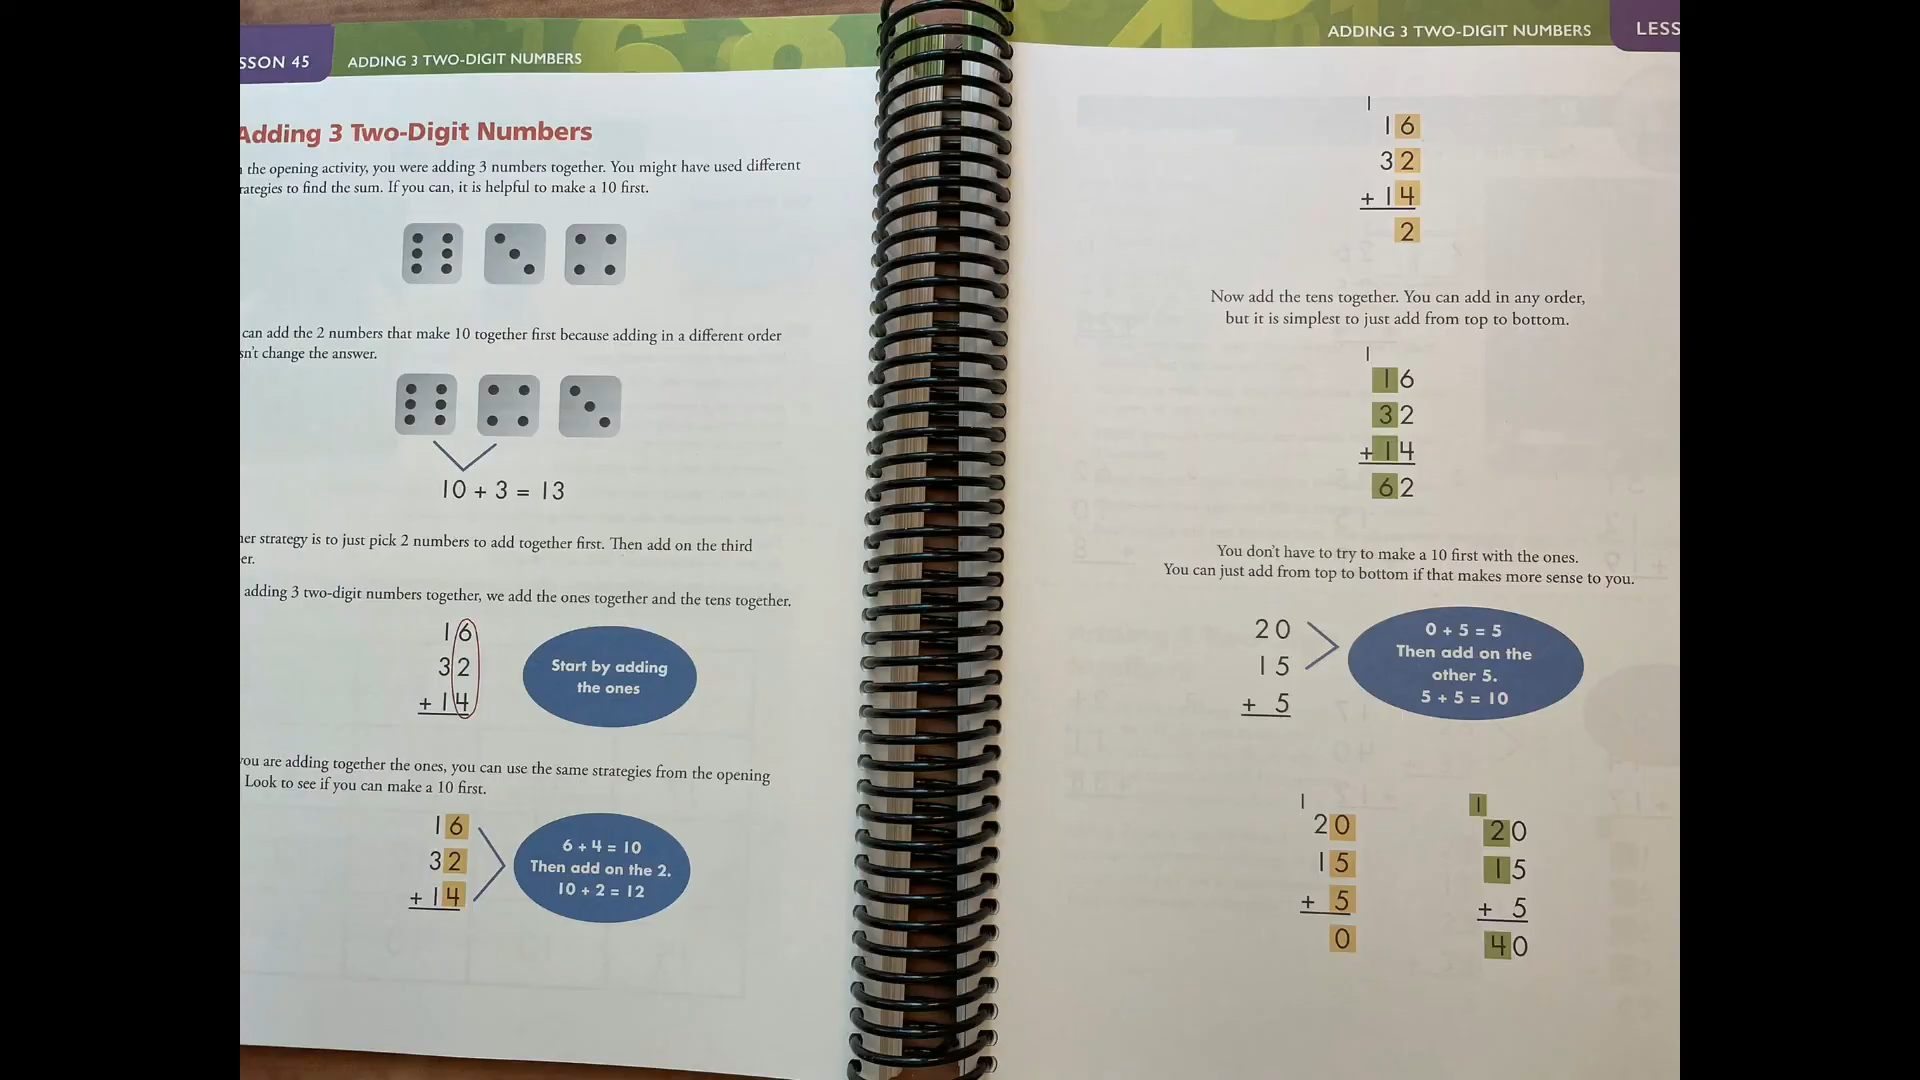 SSON 45
ADDING 3 TWO-DIGIT NUMBERS
Adding 3 Two-Digit Numbers
the opening activity, you were adding 3 numbers together. You might have used different
rategies to find the sum. If you can, it is helpful to make a 10 first.
can add the 2 numbers that make 10 together first because adding in a different order
sn't change the answer.
10 + 3 = 13
her strategy is to just pick 2 numbers to add together first. Then add on the third
er.
adding 3 two-digit numbers together, we add the ones together and the tens together.
16
32
+ 14
Start by adding
the ones
you are adding together the ones, you can use the same strategies from the opening
Look to see if you can make a 10 first.
16
32
+ 14
6 + 4 = 10
Then add on the 2.
10 + 2 = 12
ADDING 3 TWO-DIGIT NUMBERS
LESS
1
16
32
+ 14
2
Now add the tens together. You can add in any order,
but it is simplest to just add from top to bottom.
1
16
32
+ 14
62
You don't have to try to make a 10 first with the ones.
You can just add from top to bottom if that makes more sense to you.
20
15
+ 5
0 + 5 = 5
Then add on the
other 5.
5 + 5 = 10
1
20
15
+ 5
0
1
20
15
+ 5
40